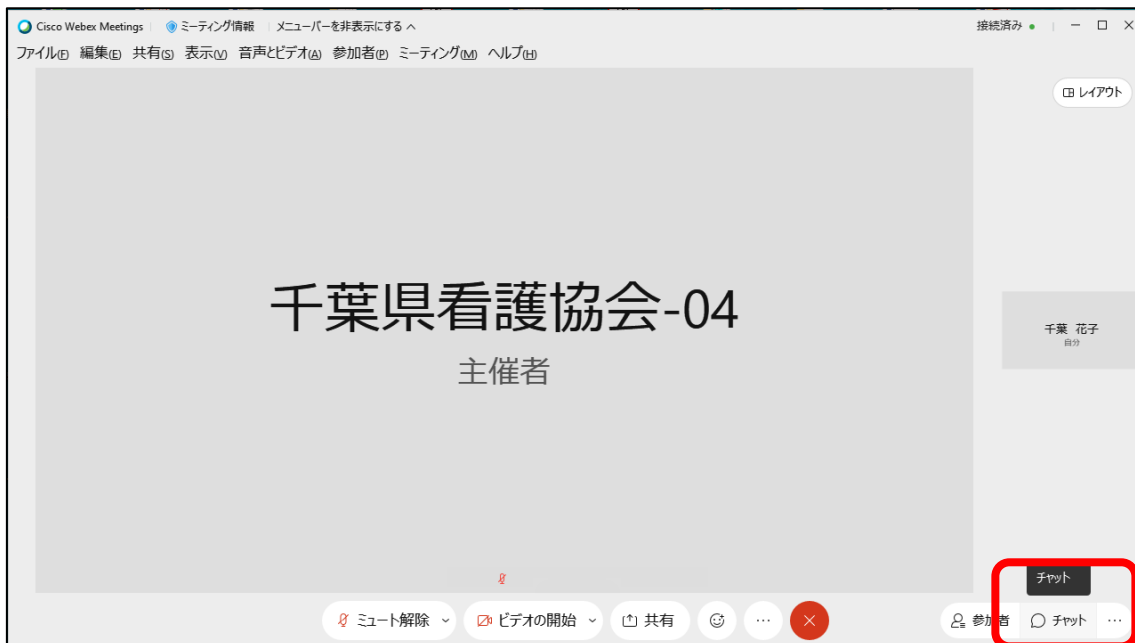 Cisco Webex Meetings ミーティング情報 メニューバーを非表示にする 接続済み
ファイル(F) 編集(E) 共有(S) 表示(V) 音声とビデオ(A) 参加者(P) ミーティング(M) ヘルプ(H)
レイアウト
千葉県看護協会-04
主催者
千葉 花子
自分
チャット
ミュート解除 ビデオの開始 共有 参加者 チャット